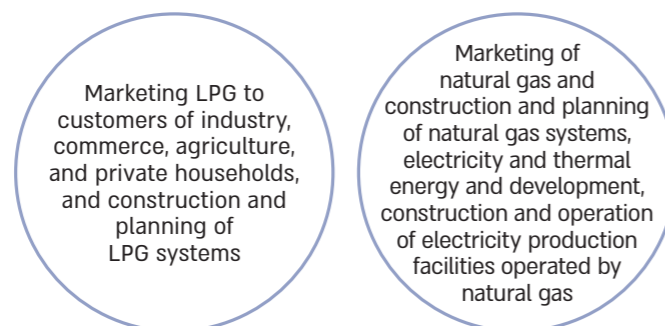 Marketing LPG to
customers of industry,
commerce, agriculture,
and private households,
and construction and
planning of
LPG systems
Marketing of
natural gas and
construction and planning
of natural gas systems,
electricity and thermal
energy and development,
construction and operation
of electricity production
facilities operated by
natural gas